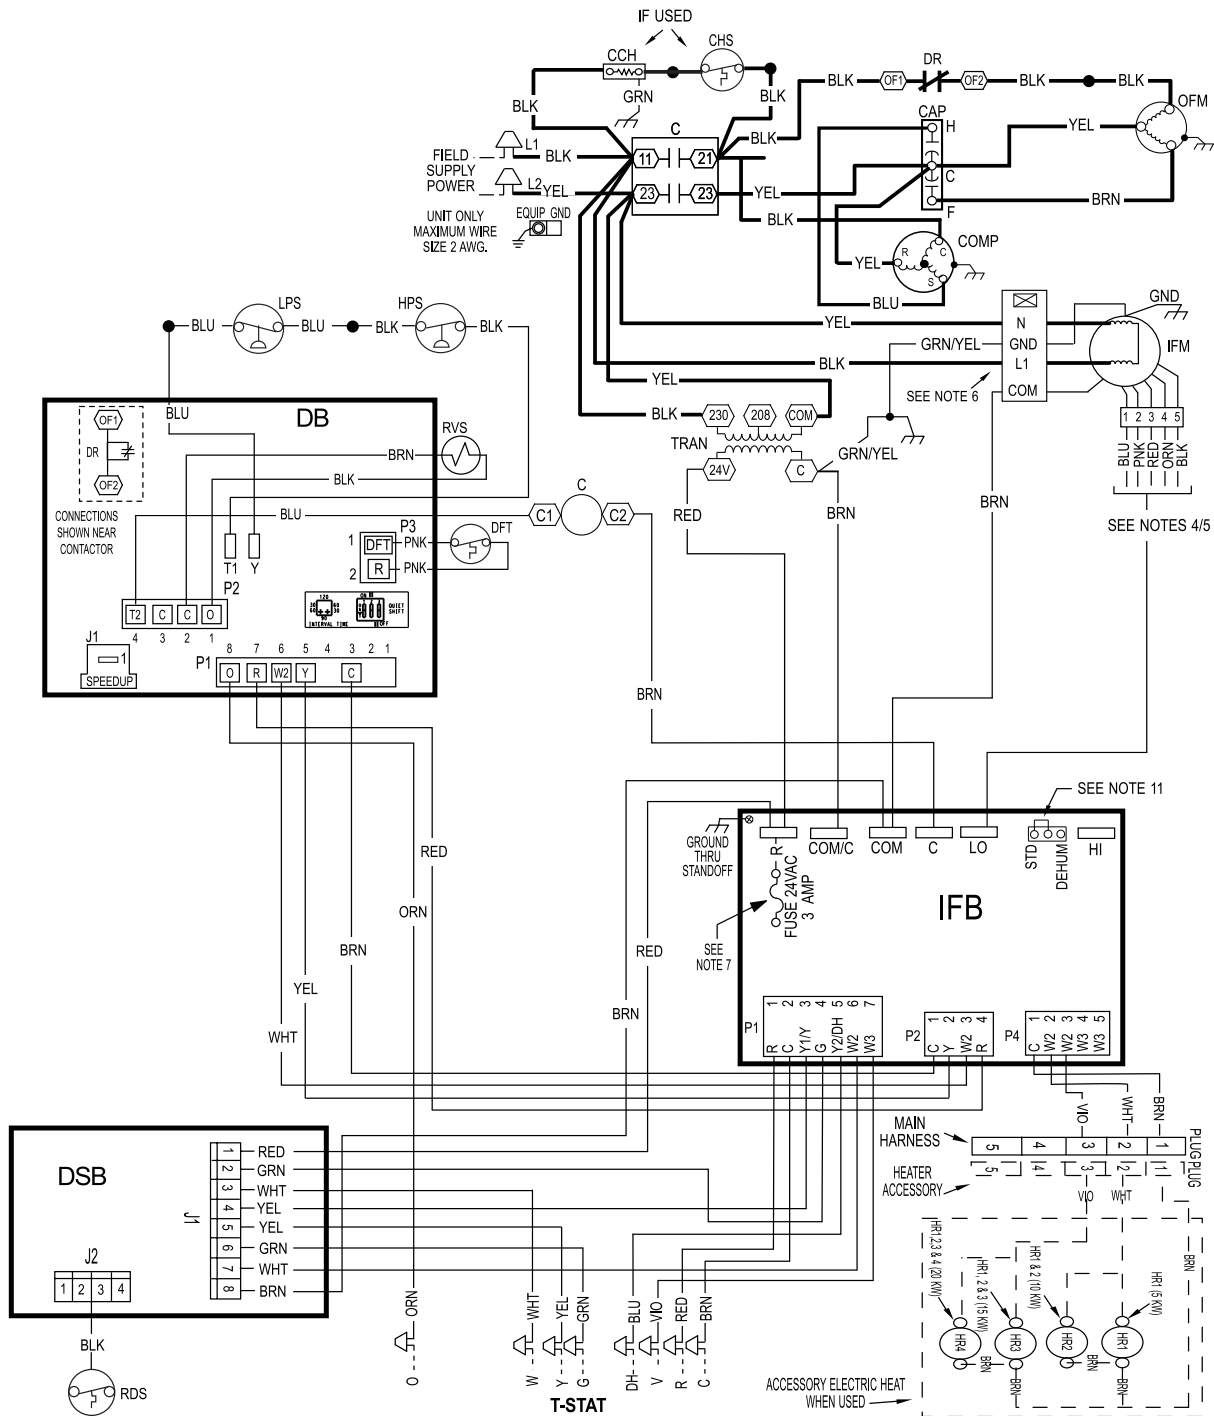 IF USED
CCH
CHS
DR
BLK
OF1
OF2
BLK
BLK
BLK
GRN
BLK
CAP
OFM
C
H
YEL
L1
BLK
11
21
BLK
FIELD
SUPPLY
POWER
L2
YEL
23
23
YEL
C
BRN
F
UNIT ONLY
MAXIMUM WIRE
SIZE 2 AWG.
EQUIP GND
BLK
COMP
R
C
S
YEL
BLU
LPS
HPS
BLU
BLU
BLK
BLK
YEL
N
GND
GRN/YEL
GND
IFM
BLK
L1
SEE NOTE 6
COM
YEL
BLU
DB
OF1
DR
OF2
CONNECTIONS
SHOWN NEAR
CONTACTOR
BRN
RVS
BLK
BLK
230
208
COM
TRAN
24V
C
GRN/YEL
1 2 3 4 5
BLU
PNK
RED
ORN
BLK
SEE NOTES 4/5
BLU
C1
C
C2
RED
BRN
BRN
P3
1
DFT
PNK
DFT
2
R
PNK
T1
Y
P2
T2
C
C
O
4
3
2
1
120
30
60
60
30
90
INTERVAL TIME
ON
QUIET
SHIFT
OFF
J1
1
SPEEDUP
P1
8
7
6
5
4
3
2
1
O
R
W2
Y
C
BRN
RED
ORN
BRN
YEL
WHT
RED
BRN
SEE NOTE 11
GROUND
THRU
STANDOFF
R
COM/C
COM
C
LO
STD
DEHUM
HI
FUSE 24VAC
3 AMP
SEE
NOTE 7
IFB
P1
1 2 3 4 5 6 7
R
C
Y1/Y
G
Y2/DH
W2
W3
P2
1 2 3 4
C
Y
W2
R
P4
1 2 3 4 5
C
W2
W2
W3
W3
VIO
WHT
BRN
MAIN
HARNESS
5
4
3
2
1
PLUG
PLUG
HEATER
ACCESSORY
5
4
3
2
1
VIO
WHT
BRN
DSB
J1
1
RED
2
GRN
3
WHT
4
YEL
5
YEL
6
GRN
7
WHT
8
BRN
J2
1
2
3
4
BLK
RDS
ORN
WHT
YEL
GRN
BLU
VIO
RED
BRN
O
W
Y
G
DH
V
R
C
T-STAT
HR1,2,3 & 4 (20 KW)
HR1, 2 & 3 (15 KW)
HR1 & 2 (10 KW)
HR1 (5 KW)
HR4
HR3
HR2
HR1
BRN
BRN
BRN
BRN
ACCESSORY ELECTRIC HEAT
WHEN USED